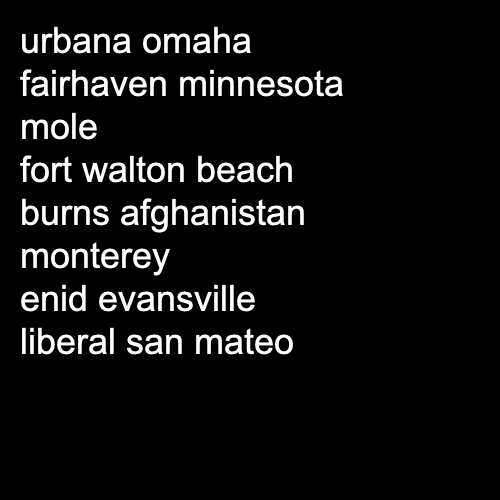 urbana omaha
fairhaven minnesota
mole
fort walton beach
burns afghanistan
monterey
enid evansville
liberal san mateo